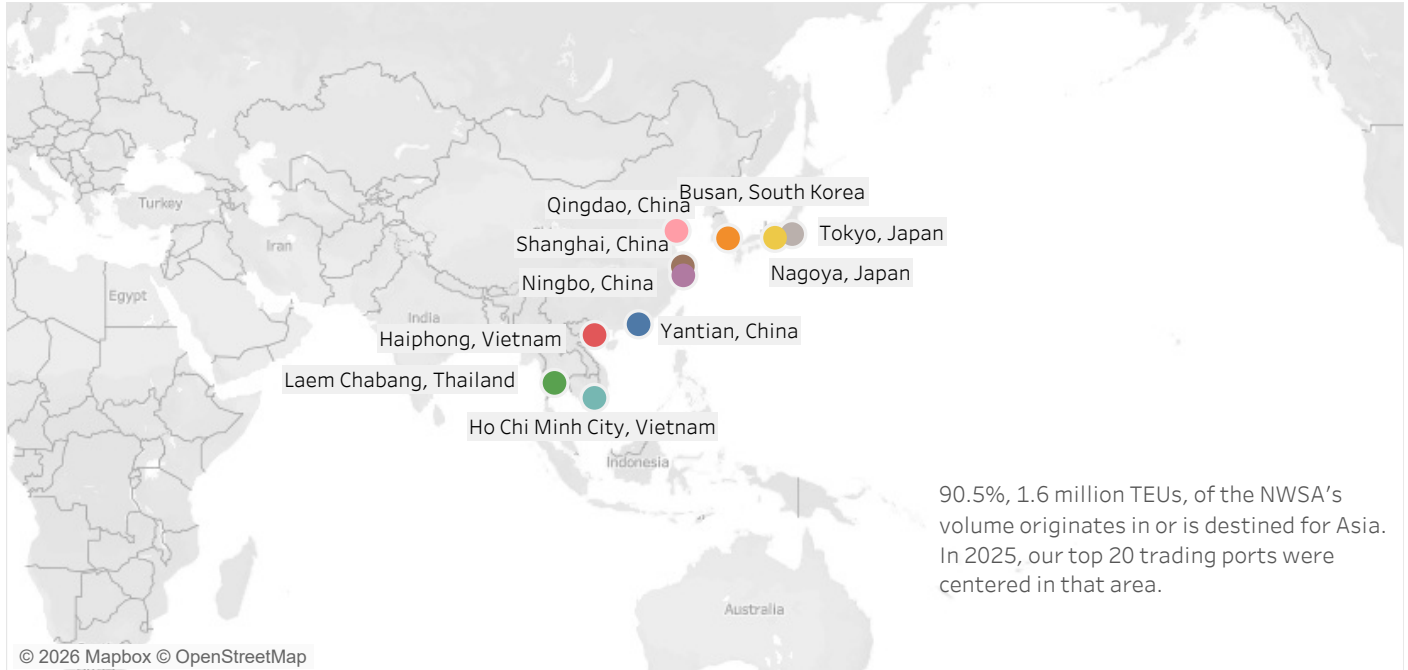 Busan, South Korea
Qingdao, China
Turkey
Tokyo, Japan
Shanghai, China
Iran
Nagoya, Japan
Ningbo, China
Egypt
India
Yantian, China
Haiphong, Vietnam
Laem Chabang, Thailand
Ho Chi Minh City, Vietnam
Indonesia
90.5%, 1.6 million TEUs, of the NWSA's
volume originates in or is destined for Asia.
In 2025, our top 20 trading ports were
centered in that area.
Australia
© 2026 Mapbox © OpenStreetMap